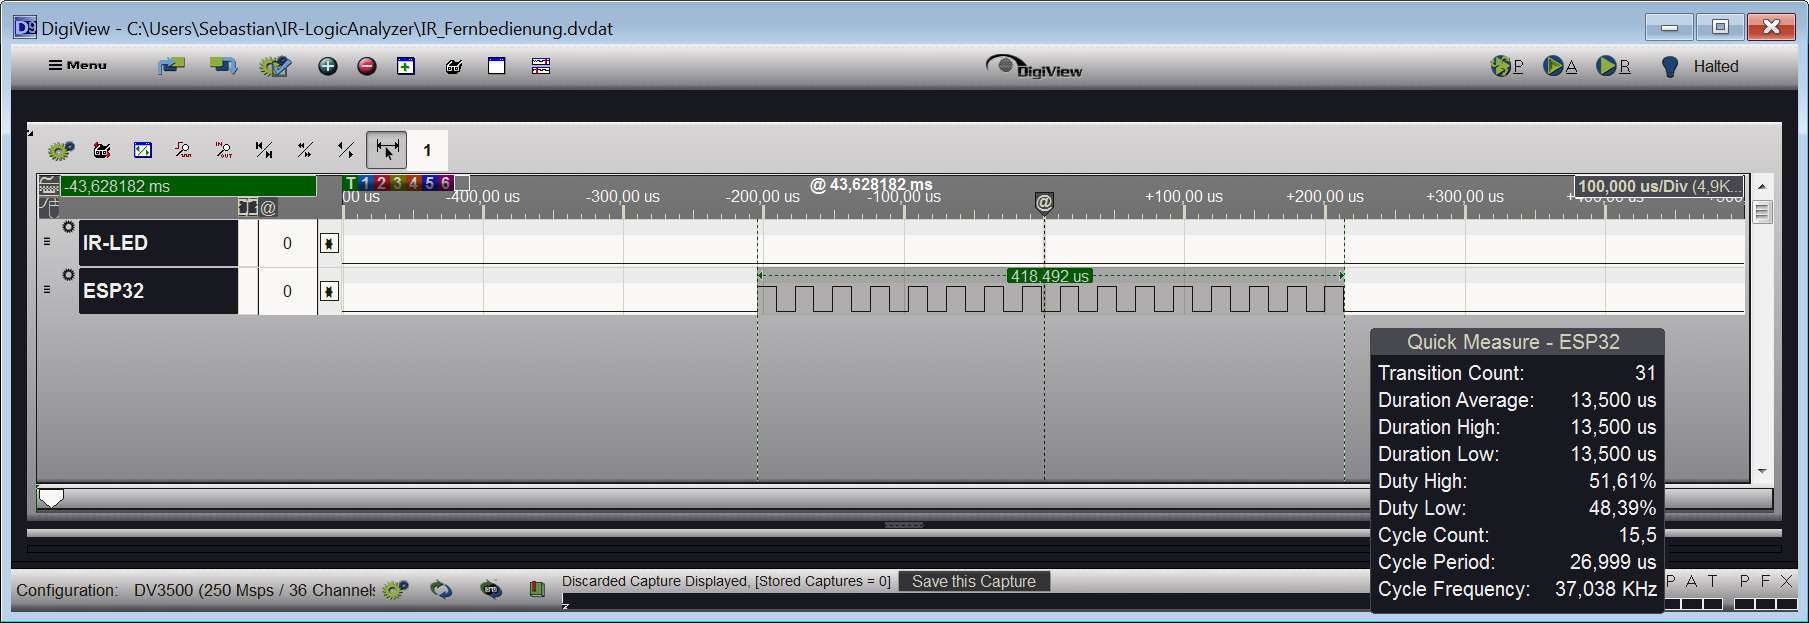 DigiView - C:\Users\Sebastian\IR-LogicAnalyzer\IR_Fernbedienung.dvdat
Menu
DigiView
P A R Halted
1
-43,628182 ms
T 1 2 3 4 5 6
@ 43,628182 ms
100,000 us/Div (4,9K...
00 us -400,00 us -300,00 us -200,00 us -100,00 us @ +100,00 us +200,00 us +300,00 us +400,00 us
@
IR-LED 0
418,492 us
ESP32 0
Quick Measure - ESP32
Transition Count: 31
Duration Average: 13,500 us
Duration High: 13,500 us
Duration Low: 13,500 us
Duty High: 51,61%
Duty Low: 48,39%
Cycle Count: 15,5
Cycle Period: 26,999 us
Cycle Frequency: 37,038 KHz
Configuration: DV3500 (250 Msps / 36 Channels
Discarded Capture Displayed, [Stored Captures = 0] Save this Capture
P A T P F X